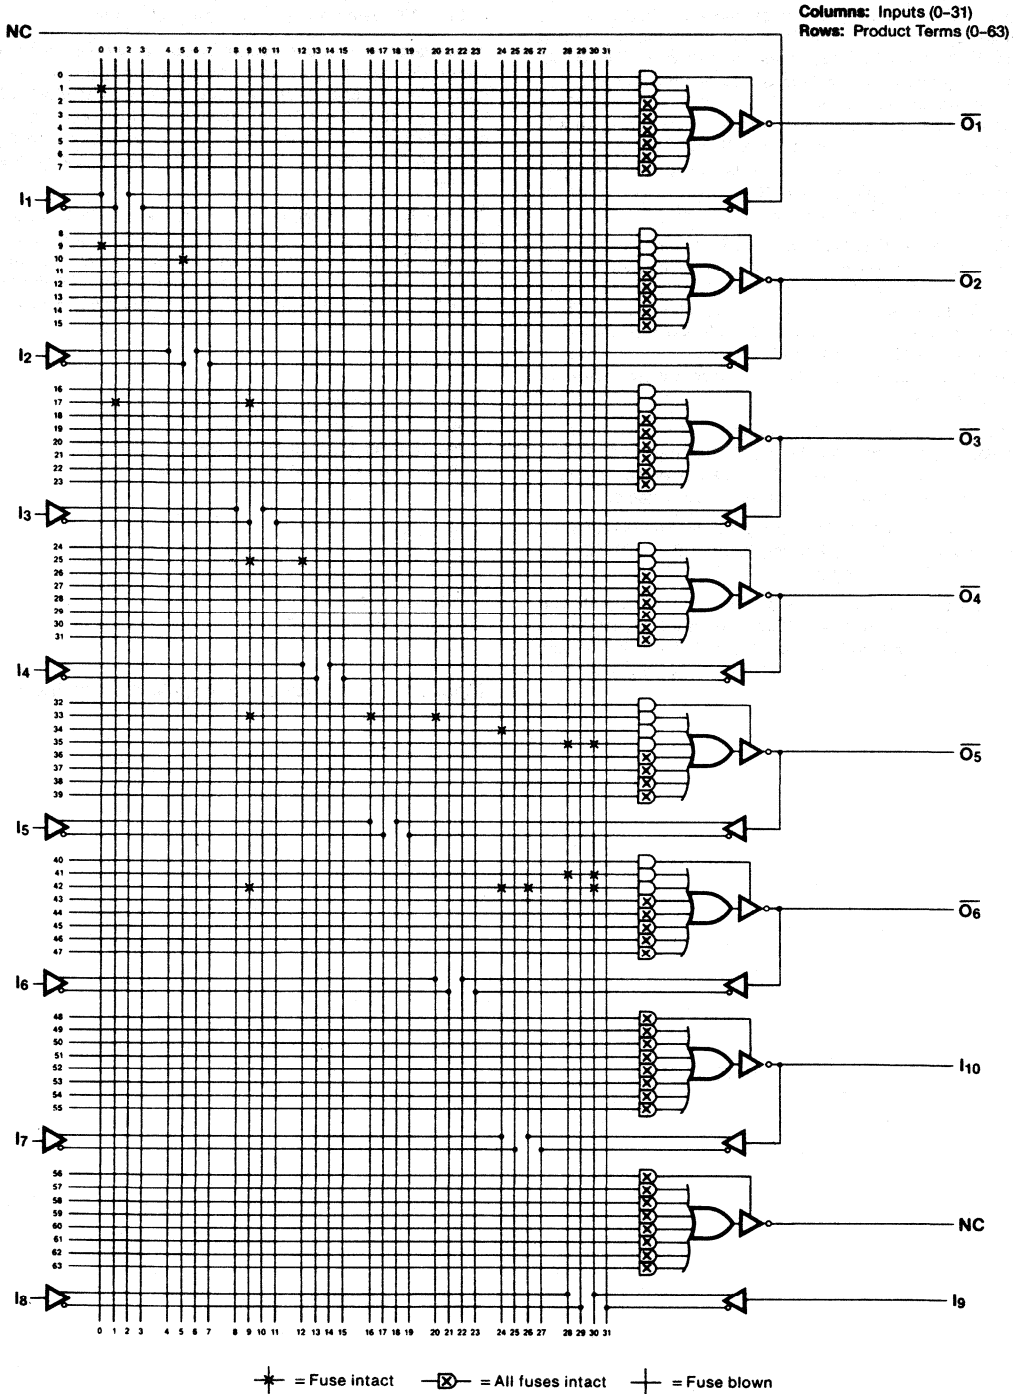 Columns: Inputs (0–31)
Rows: Product Terms (0–63)
NC
0 1 2 3 4 5 6 7 8 9 10 11 12 13 14 15 16 17 18 19 20 21 22 23 24 25 26 27 28 29 30 31
0
1
2
3
4
5
6
7
O1
I1
8
9
10
11
12
13
14
15
O2
I2
16
17
18
19
20
21
22
23
O3
I3
24
25
26
27
28
29
30
31
O4
I4
32
33
34
35
36
37
38
39
O5
I5
40
41
42
43
44
45
46
47
O6
I6
48
49
50
51
52
53
54
55
I10
I7
56
57
58
59
60
61
62
63
NC
I8
I9
0 1 2 3 4 5 6 7 8 9 10 11 12 13 14 15 16 17 18 19 20 21 22 23 24 25 26 27 28 29 30 31
= Fuse intact = All fuses intact = Fuse blown